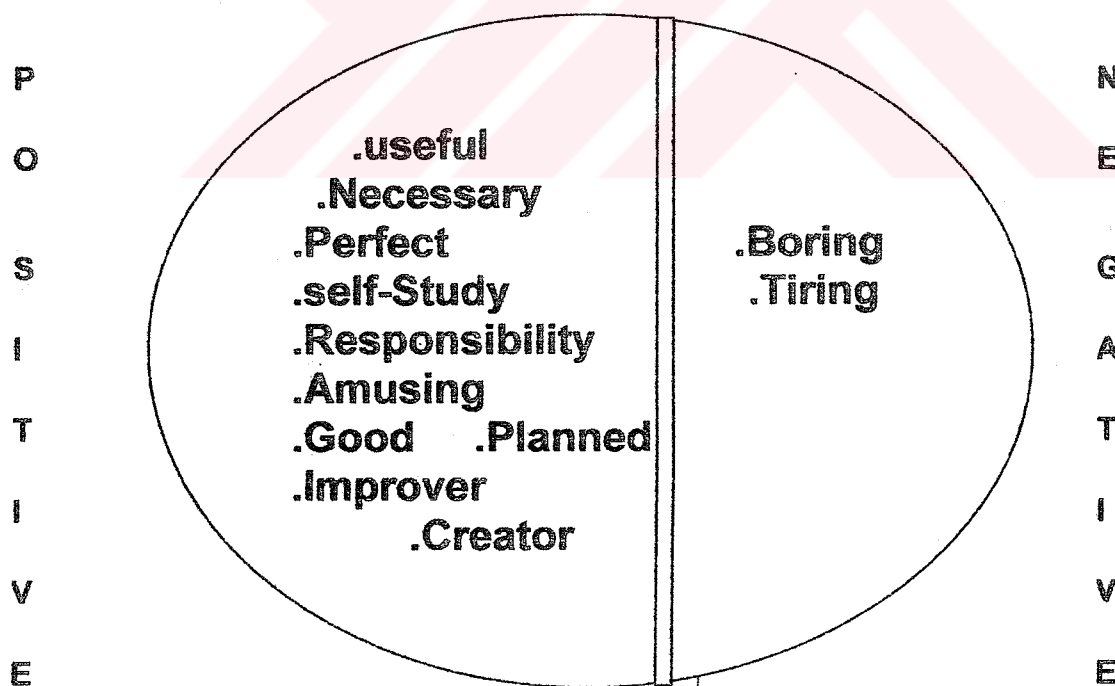 P
O
S
I
T
I
V
E
.useful
.Necessary
.Perfect
.self-Study
.Responsibility
.Amusing
.Good .Planned
.Improver
.Creator
.Boring
.Tiring
N
E
G
A
T
I
V
E